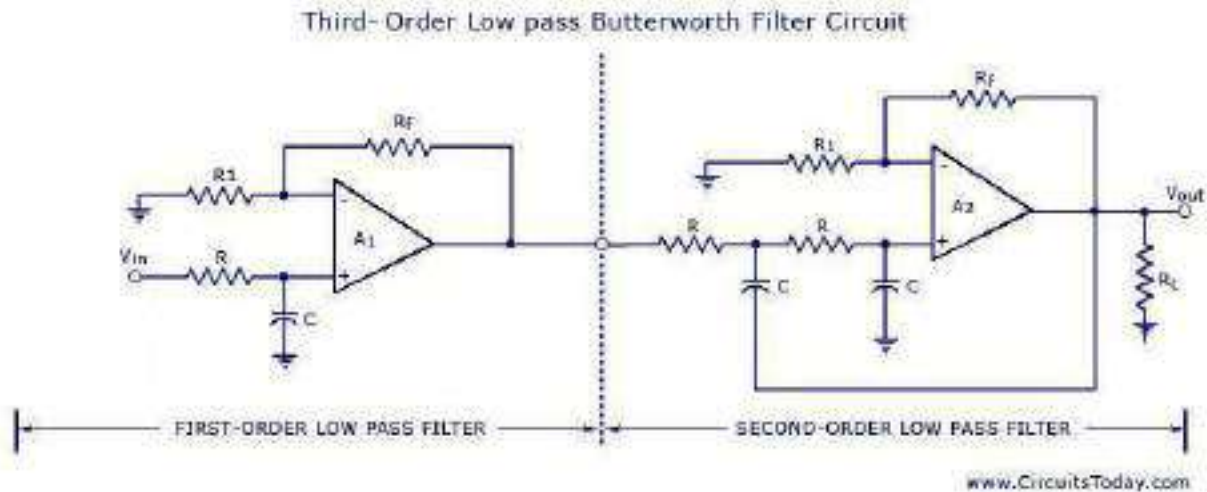 Third-Order Low pass Butterworth Filter Circuit
RF
RF
R1
R1
A1
A2
Vout
Vin
R
R
R
C
C
C
RL
FIRST-ORDER LOW PASS FILTER
SECOND-ORDER LOW PASS FILTER
www.CircuitsToday.com